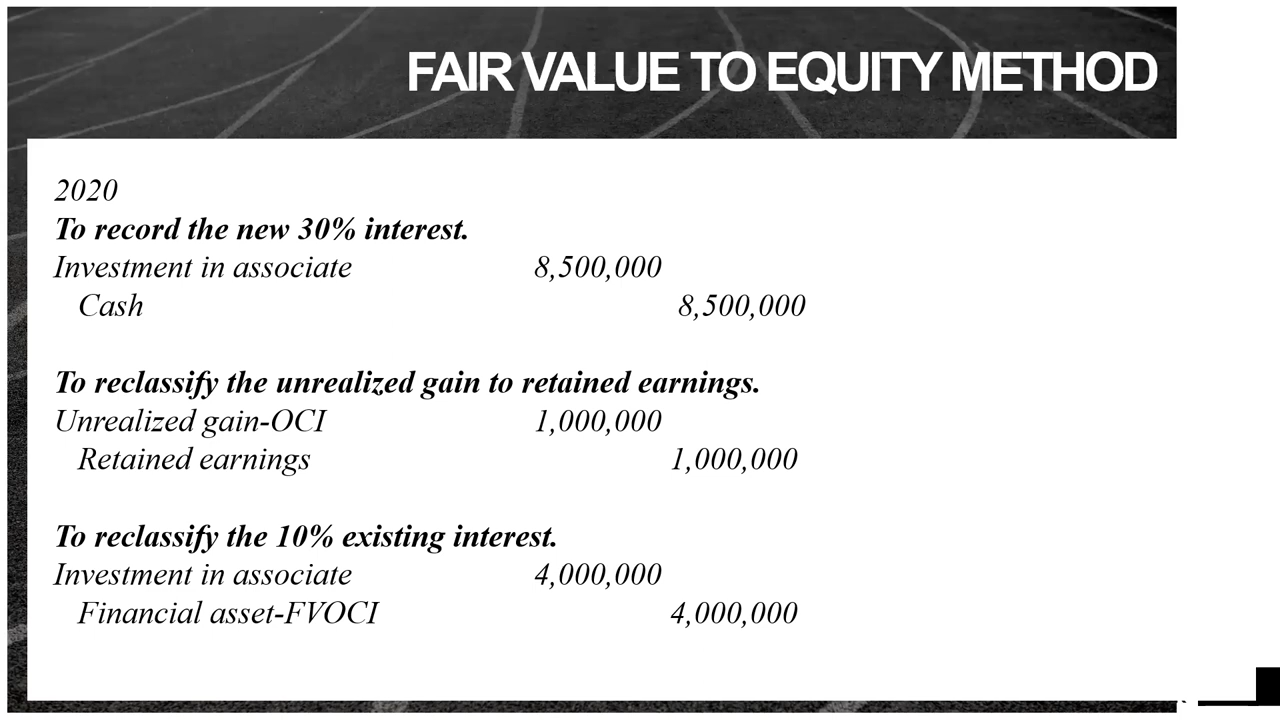 FAIR VALUE TO EQUITY METHOD
2020
To record the new 30% interest.
Investment in associate 8,500,000
Cash 8,500,000
To reclassify the unrealized gain to retained earnings.
Unrealized gain-OCI 1,000,000
Retained earnings 1,000,000
To reclassify the 10% existing interest.
Investment in associate 4,000,000
Financial asset-FVOCI 4,000,000